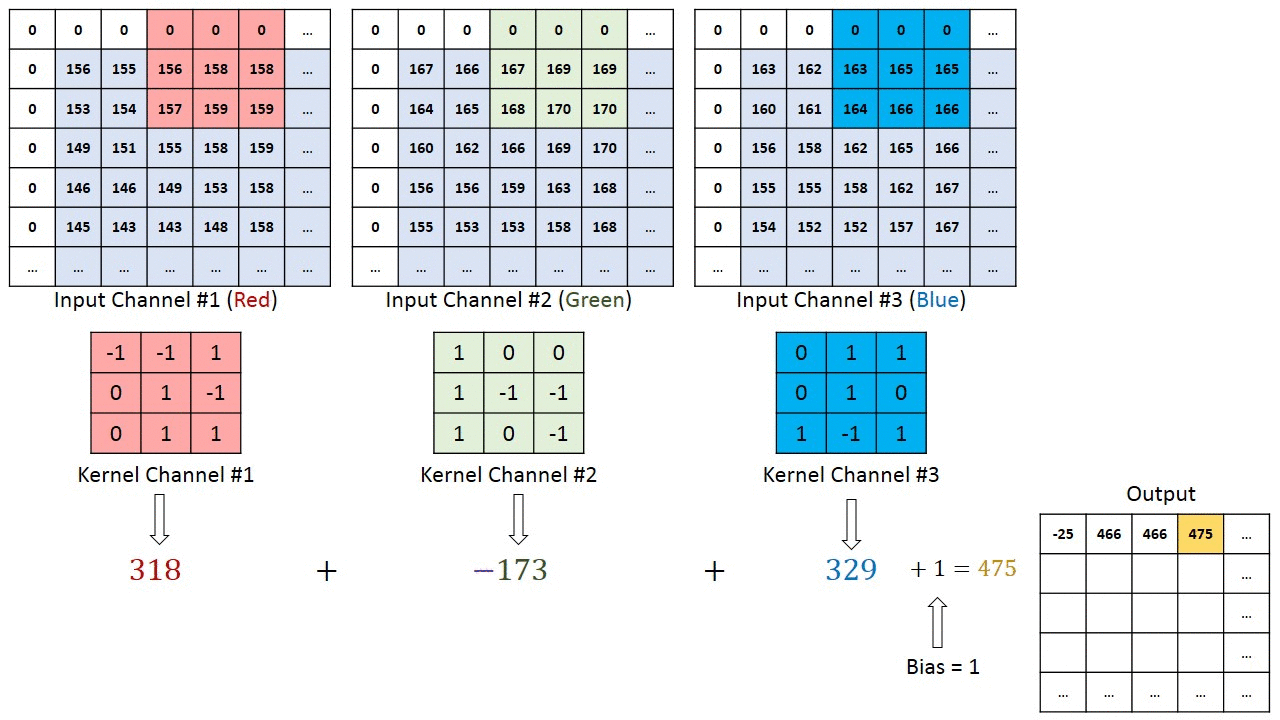 0 0 0 0 0 0 ...
0 156 155 156 158 158 ...
0 153 154 157 159 159 ...
0 149 151 155 158 159 ...
0 146 146 149 153 158 ...
0 145 143 143 148 158 ...
... ... ... ... ... ... ...
Input Channel #1 (Red)
0 0 0 0 0 0 ...
0 167 166 167 169 169 ...
0 164 165 168 170 170 ...
0 160 162 166 169 170 ...
0 156 156 159 163 168 ...
0 155 153 153 158 168 ...
... ... ... ... ... ... ...
Input Channel #2 (Green)
0 0 0 0 0 0 ...
0 163 162 163 165 165 ...
0 160 161 164 166 166 ...
0 156 158 162 165 166 ...
0 155 155 158 162 167 ...
0 154 152 152 157 167 ...
... ... ... ... ... ... ...
Input Channel #3 (Blue)
-1 -1 1
0 1 -1
0 1 1
Kernel Channel #1
1 0 0
1 -1 -1
1 0 -1
Kernel Channel #2
0 1 1
0 1 0
1 -1 1
Kernel Channel #3
318 + −173 + 329 + 1 = 475
Bias = 1
Output
-25 466 466 475 ...
...
...
...
... ... ... ... ...